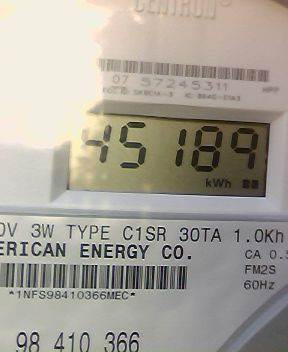 CENTRON
07 57245311
45189
kWh
0V 3W TYPE C1SR 30TA 1.0Kh
ERICAN ENERGY CO.
CA 0.5
FM2S
*1NFS98410366MEC*
60Hz
98 410 366